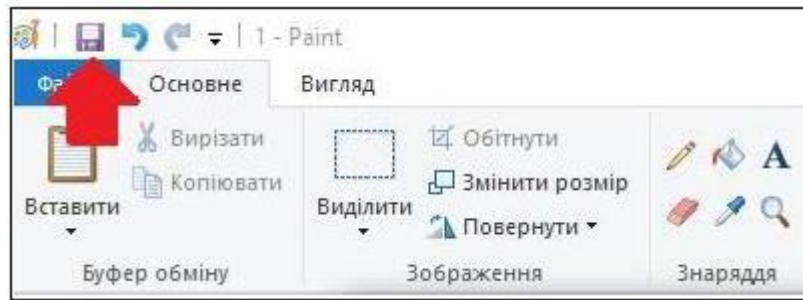 1 - Paint
Основне Вигляд
Вирізати
Копіювати
Вставити
Буфер обміну
Виділити
Обітнути
Змінити розмір
Повернути
Зображення
A
Знаряддя